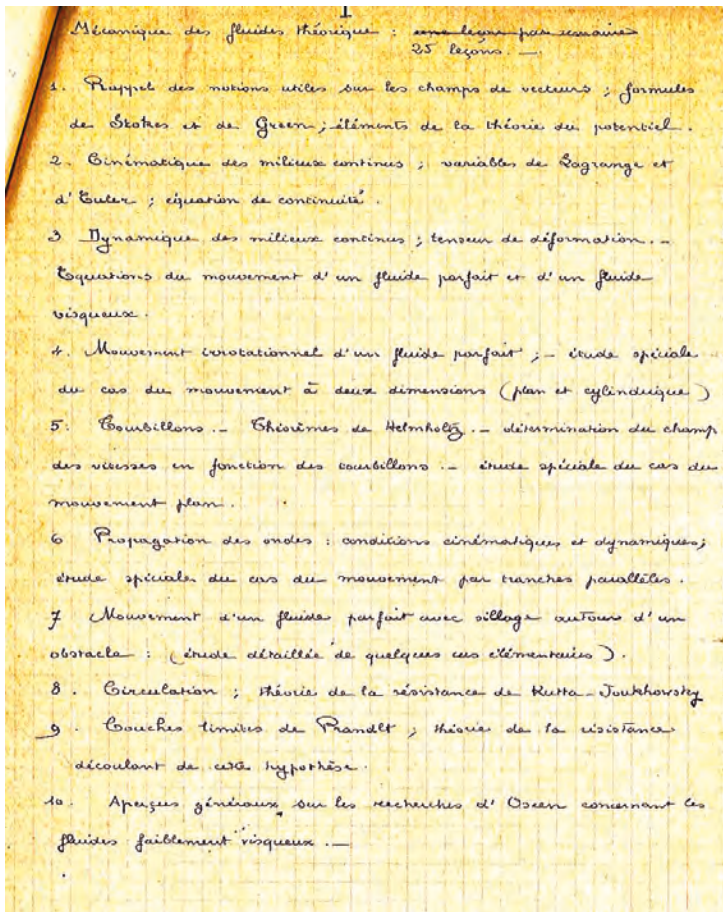 I
Mécanique des fluides théorique : une leçon par semaine
25 leçons. —.
1. Rappel des notions utiles sur les champs de vecteurs ; formules
de Stokes et de Green ; éléments de la théorie du potentiel.
2. Cinématique des milieux continus ; variables de Lagrange et
d'Euler ; équation de continuité.
3 Dynamique des milieux continus ; tenseur de déformation. –
Equations du mouvement d'un fluide parfait et d'un fluide
visqueux.
4. Mouvement irrotationnel d'un fluide parfait ; – étude spéciale
du cas du mouvement à deux dimensions (plan et cylindrique)
5: Tourbillons. – Théorèmes de Helmholtz. – détermination du champ
des vitesses en fonction des tourbillons. – étude spéciale du cas du
mouvement plan.
6 Propagation des ondes : conditions cinématiques et dynamiques;
étude spéciale du cas du mouvement par tranches parallèles.
7 Mouvement d'un fluide parfait avec sillage autour d'un
obstacle : (étude détaillée de quelques cas élémentaires).
8. Circulation ; théorie de la résistance de Kutta-Joukhowsky
9. Couches limites de Prandlt ; théorie de la résistance
découlant de cette hypothèse.
10. Aperçus généraux sur les recherches d'Oseen concernant les
fluides faiblement visqueux. —